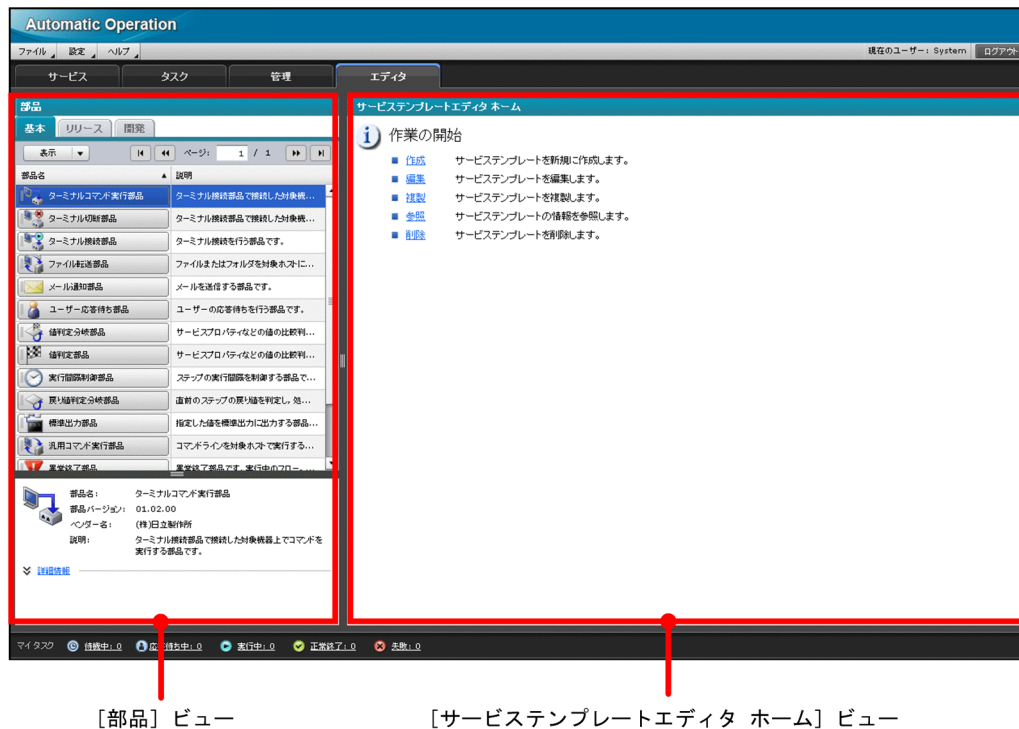 Automatic Operation
ファイル 設定 ヘルプ 現在のユーザー: System ログアウト
サービス タスク 管理 エディタ
部品
基本 リリース 開発
表示 ページ: 1 / 1
部品名 説明
ターミナルコマンド実行部品 ターミナル接続部品で接続した対象機...
ターミナル切断部品 ターミナル接続部品で接続した対象機...
ターミナル接続部品 ターミナル接続を行う部品です。
ファイル転送部品 ファイルまたはフォルダを対象ホストに...
メール通知部品 メールを送信する部品です。
ユーザー応答待ち部品 ユーザーの応答待ちを行う部品です。
値判定分岐部品 サービスプロパティなどの値の比較判...
値判定部品 サービスプロパティなどの値の比較判...
実行間隔制御部品 ステップの実行間隔を制御する部品で...
戻り値判定分岐部品 直前のステップの戻り値を判定し，処...
標準出力部品 指定した値を標準出力に出力する部品...
汎用コマンド実行部品 コマンドラインを対象ホストで実行する...
異常終了部品 異常終了部品です。実行中のフロー、...
部品名: ターミナルコマンド実行部品
部品バージョン: 01.02.00
ベンダー名: (株)日立製作所
説明: ターミナル接続部品で接続した対象機器上でコマンドを
実行する部品です。
詳細情報
サービステンプレートエディタ ホーム
作業の開始
作成 サービステンプレートを新規に作成します。
編集 サービステンプレートを編集します。
複製 サービステンプレートを複製します。
参照 サービステンプレートの情報を参照します。
削除 サービステンプレートを削除します。
マイタスク 待機中: 0 応答待ち中: 0 実行中: 0 正常終了: 0 失敗: 0
［部品］ビュー ［サービステンプレートエディタ ホーム］ビュー